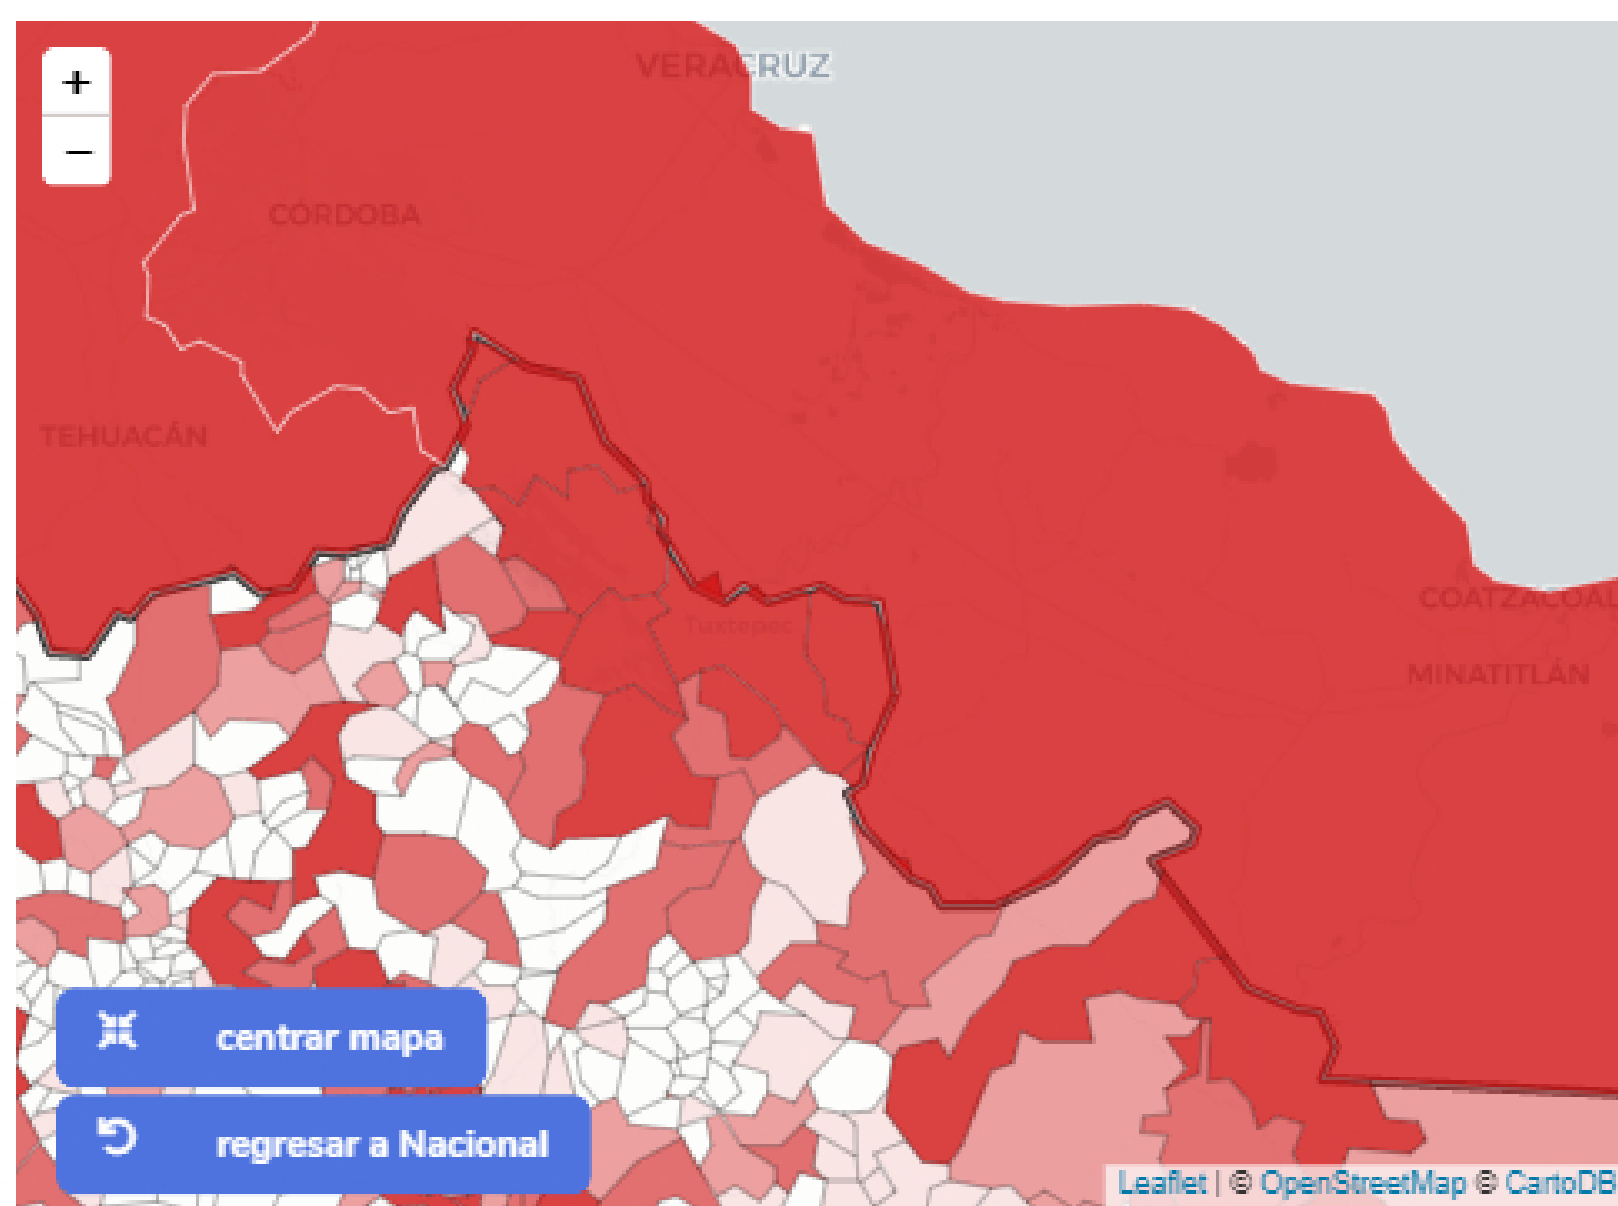 VERACRUZ
+
−
CÓRDOBA
TEHUACÁN
COATZACOAL
Tuxtepec
MINATITLÁN
centrar mapa
regresar a Nacional
Leaflet | © OpenStreetMap © CartoDB